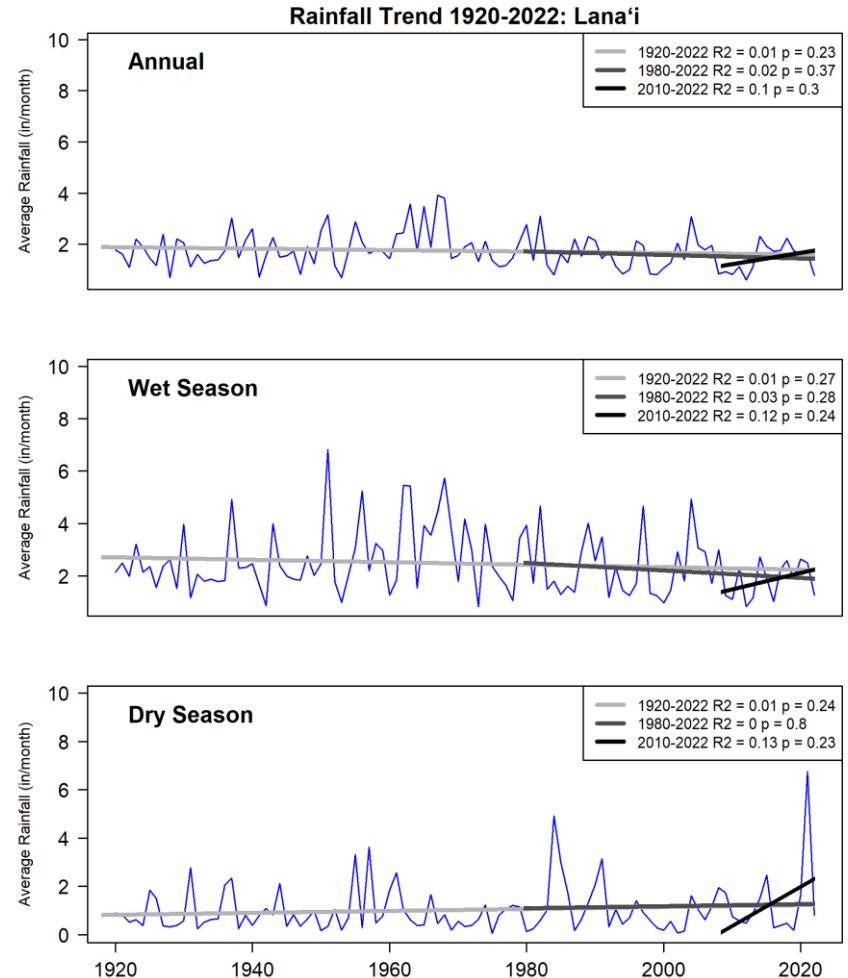 Rainfall Trend 1920-2022: Lanaʻi
Annual
1920-2022 R2 = 0.01 p = 0.23
1980-2022 R2 = 0.02 p = 0.37
2010-2022 R2 = 0.1 p = 0.3
Average Rainfall (in/month)
10
8
6
4
2
Wet Season
1920-2022 R2 = 0.01 p = 0.27
1980-2022 R2 = 0.03 p = 0.28
2010-2022 R2 = 0.12 p = 0.24
Average Rainfall (in/month)
10
8
6
4
2
Dry Season
1920-2022 R2 = 0.01 p = 0.24
1980-2022 R2 = 0 p = 0.8
2010-2022 R2 = 0.13 p = 0.23
Average Rainfall (in/month)
10
8
6
4
2
0
1920 1940 1960 1980 2000 2020